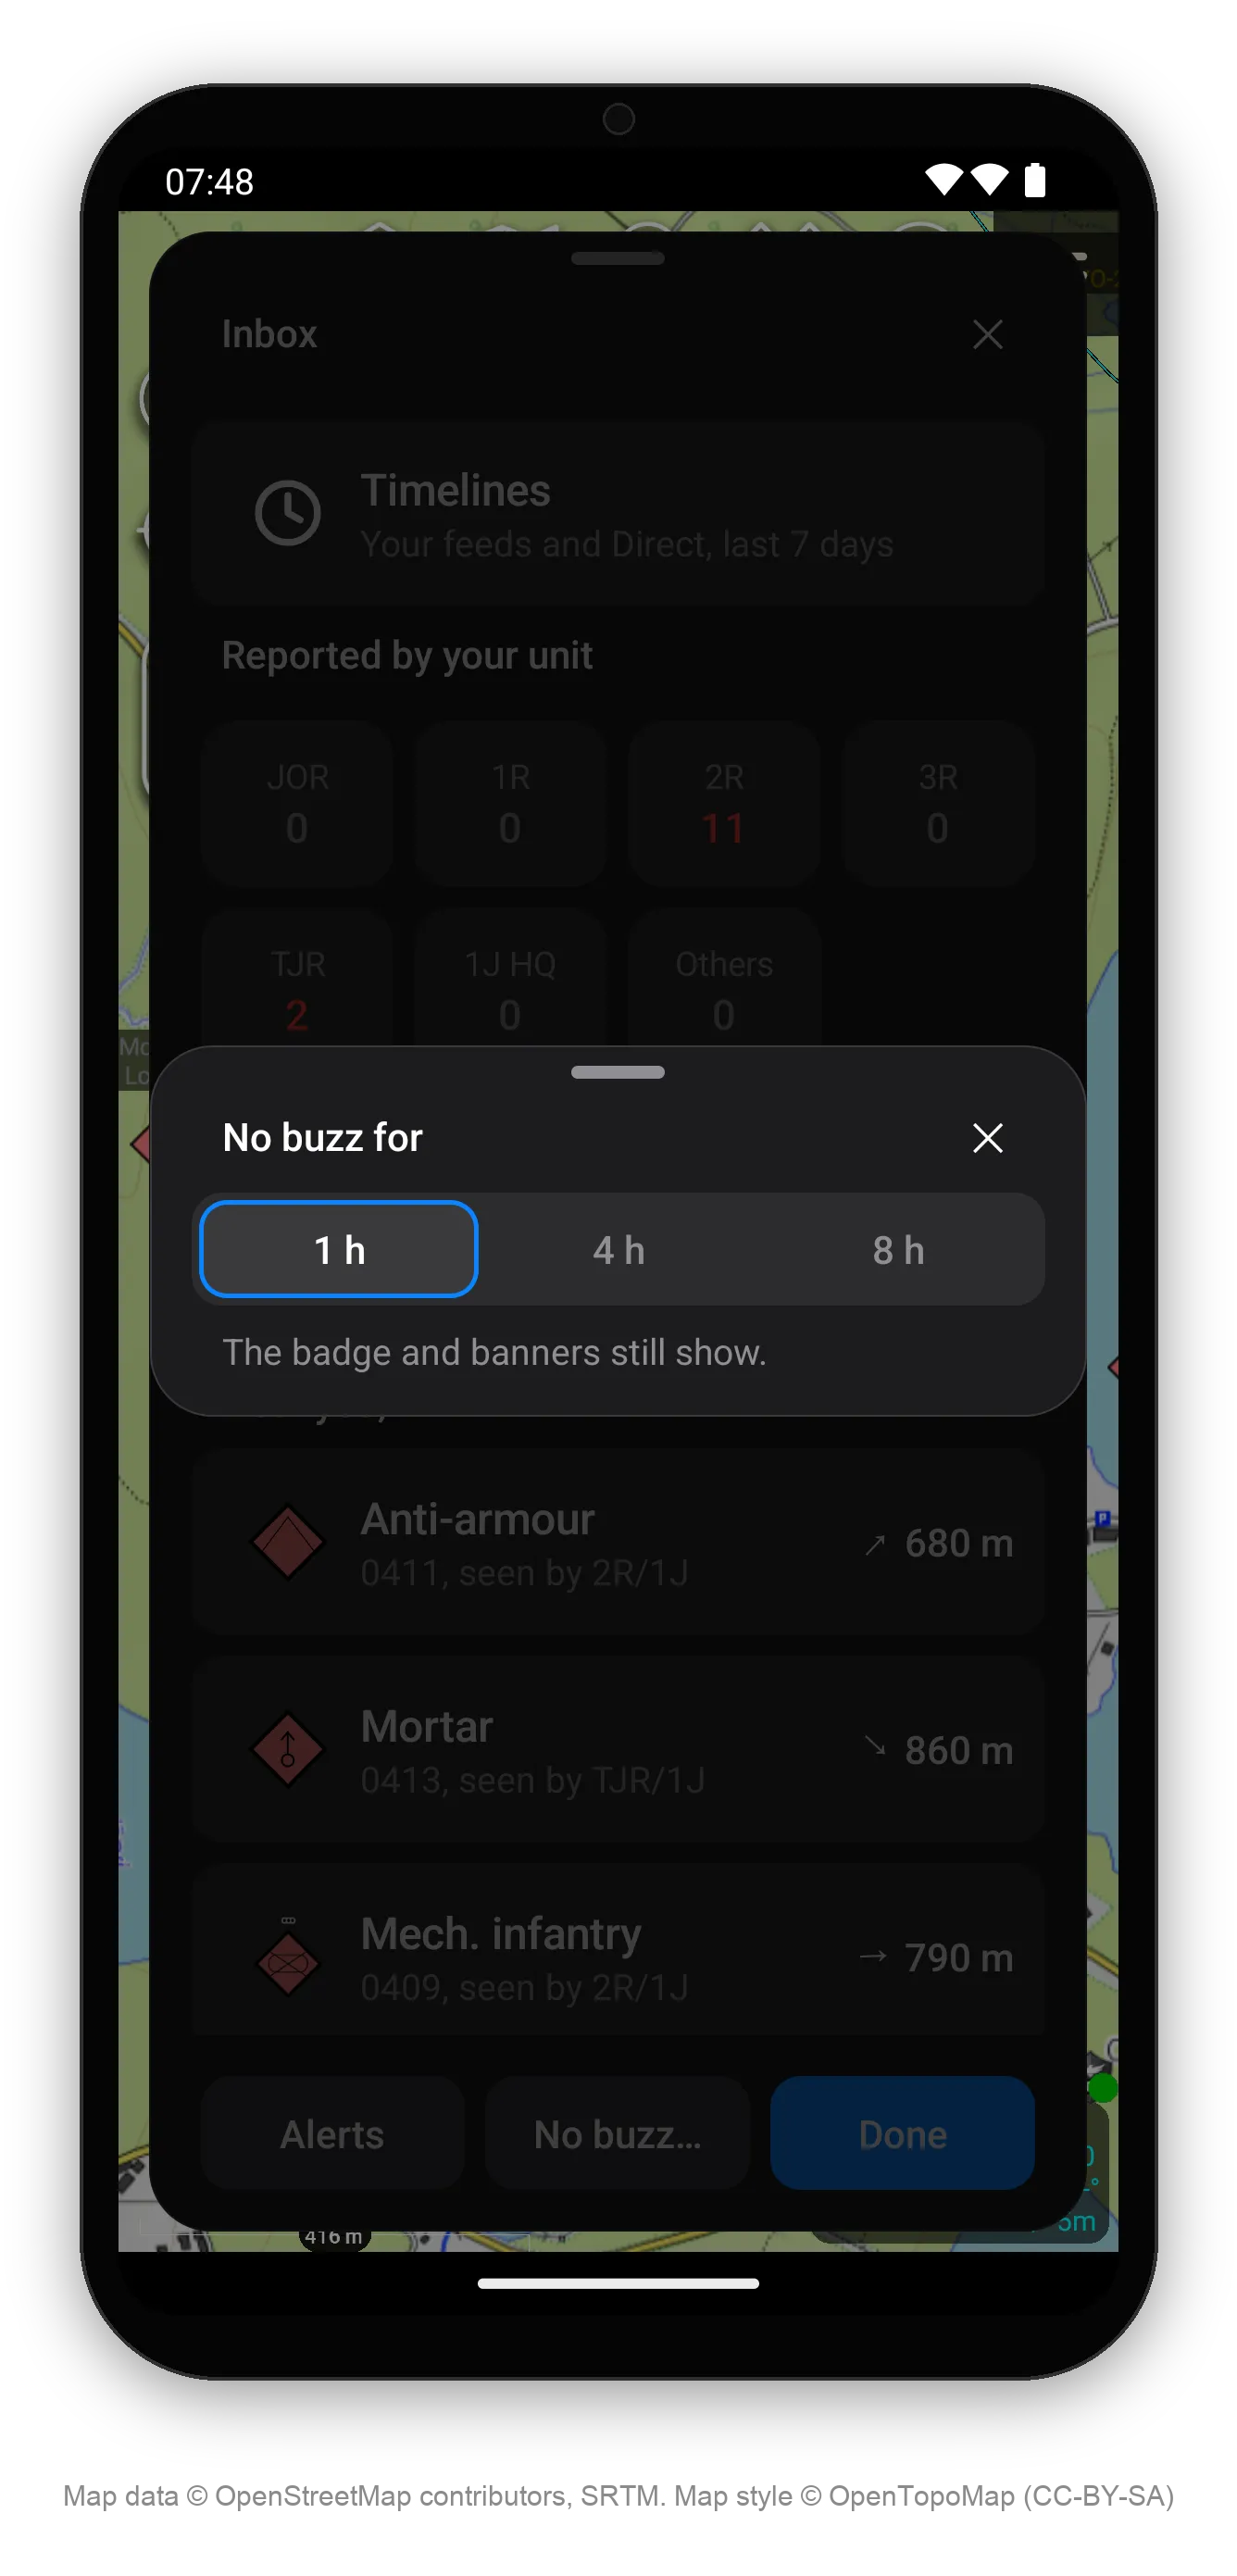 07:48
Inbox
Timelines
Your feeds and Direct, last 7 days
Reported by your unit
JOR
0
1R
0
2R
11
3R
0
TJR
2
1J HQ
0
Others
0
No buzz for
1 h
4 h
8 h
The badge and banners still show.
Anti-armour
0411, seen by 2R/1J
680 m
Mortar
0413, seen by TJR/1J
860 m
Mech. infantry
0409, seen by 2R/1J
790 m
Alerts
No buzz...
Done
416 m
Map data © OpenStreetMap contributors, SRTM. Map style © OpenTopoMap (CC-BY-SA)